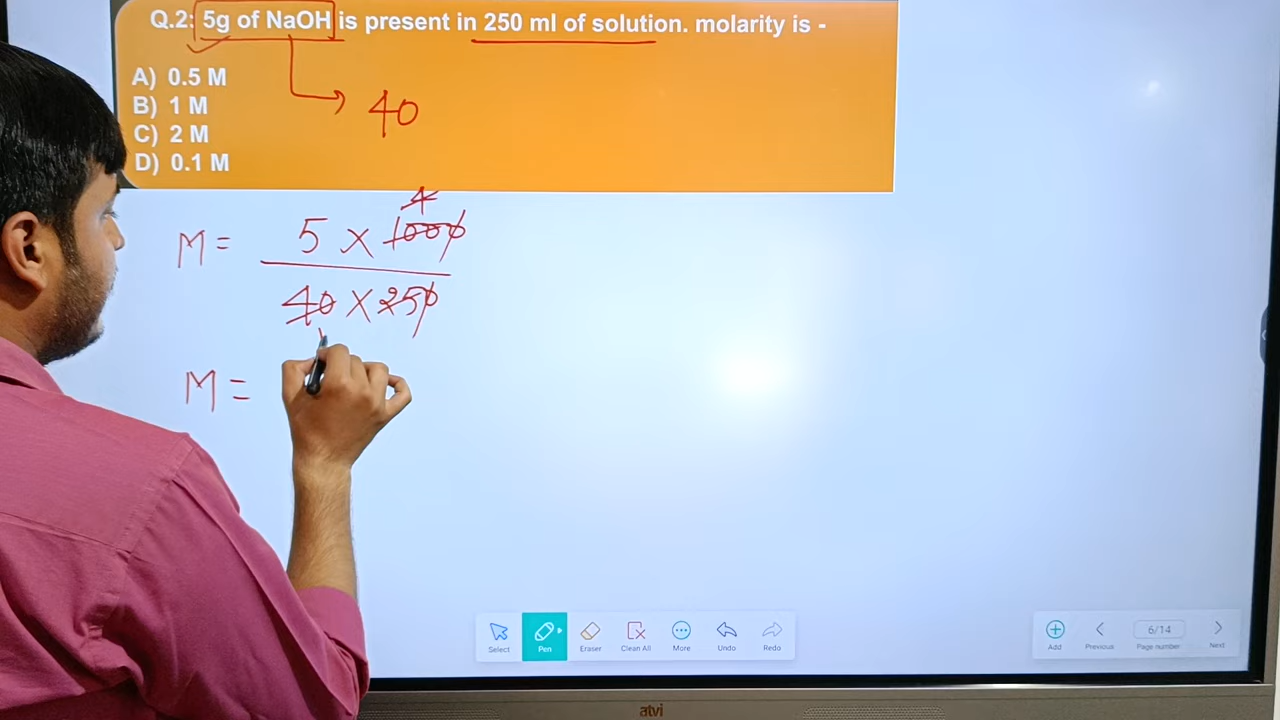 Q.2: 5g of NaOH is present in 250 ml of solution. molarity is -
A) 0.5 M
B) 1 M
C) 2 M
D) 0.1 M
40
4
M = 5 X 1000
40 X 250
M =
Select
Pen
Eraser
Clean All
More
Undo
Redo
Add
Previous
6/14
Page number
Next
atvi